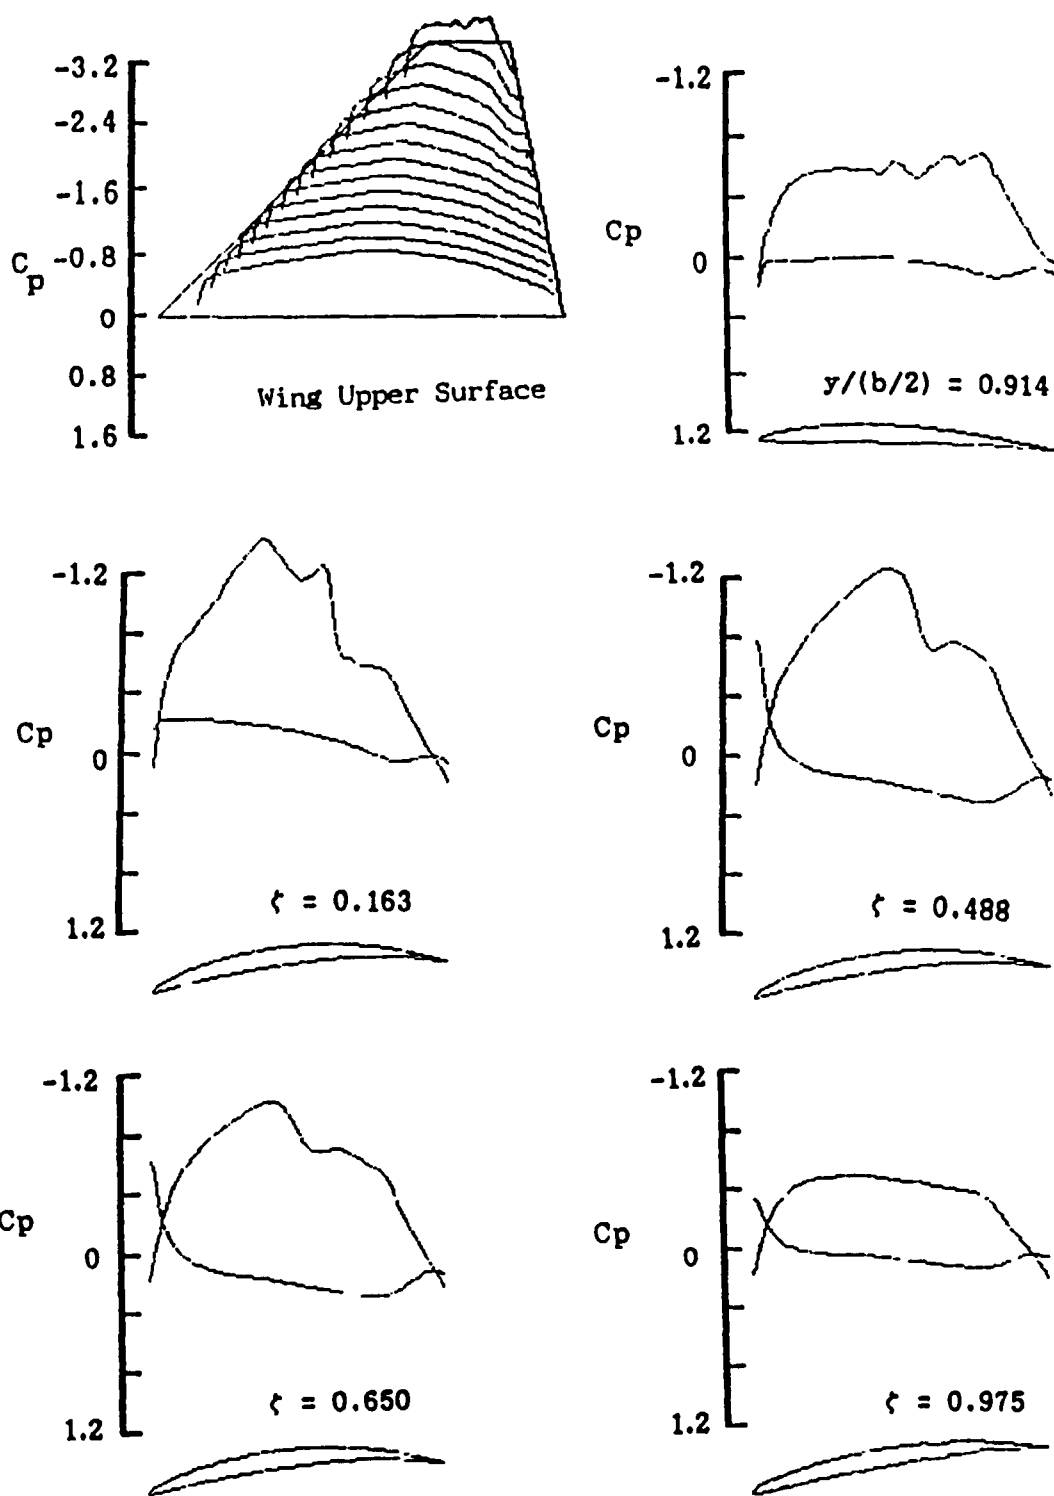 -3.2
-2.4
-1.6
Cp -0.8
0
0.8
1.6
Wing Upper Surface
-1.2
Cp
0
y/(b/2) = 0.914
1.2
-1.2
Cp
0
ζ = 0.163
1.2
-1.2
Cp
0
ζ = 0.488
1.2
-1.2
Cp
0
ζ = 0.650
1.2
-1.2
Cp
0
ζ = 0.975
1.2